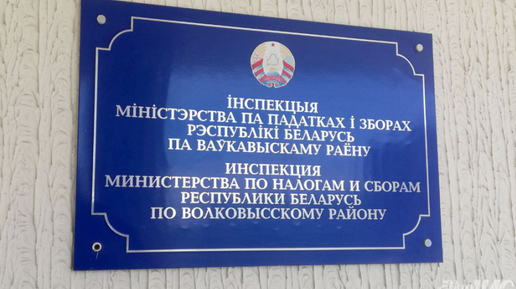 ІНСПЕКЦЫЯ
МІНІСТЭРСТВА ПА ПАДАТКАХ І ЗБОРАХ
РЭСПУБЛІКІ БЕЛАРУСЬ
ПА ВАЎКАВЫСКАМУ РАЁНУ
ИНСПЕКЦИЯ
МИНИСТЕРСТВА ПО НАЛОГАМ И СБОРАМ
РЕСПУБЛИКИ БЕЛАРУСЬ
ПО ВОЛКОВЫССКОМУ РАЙОНУ